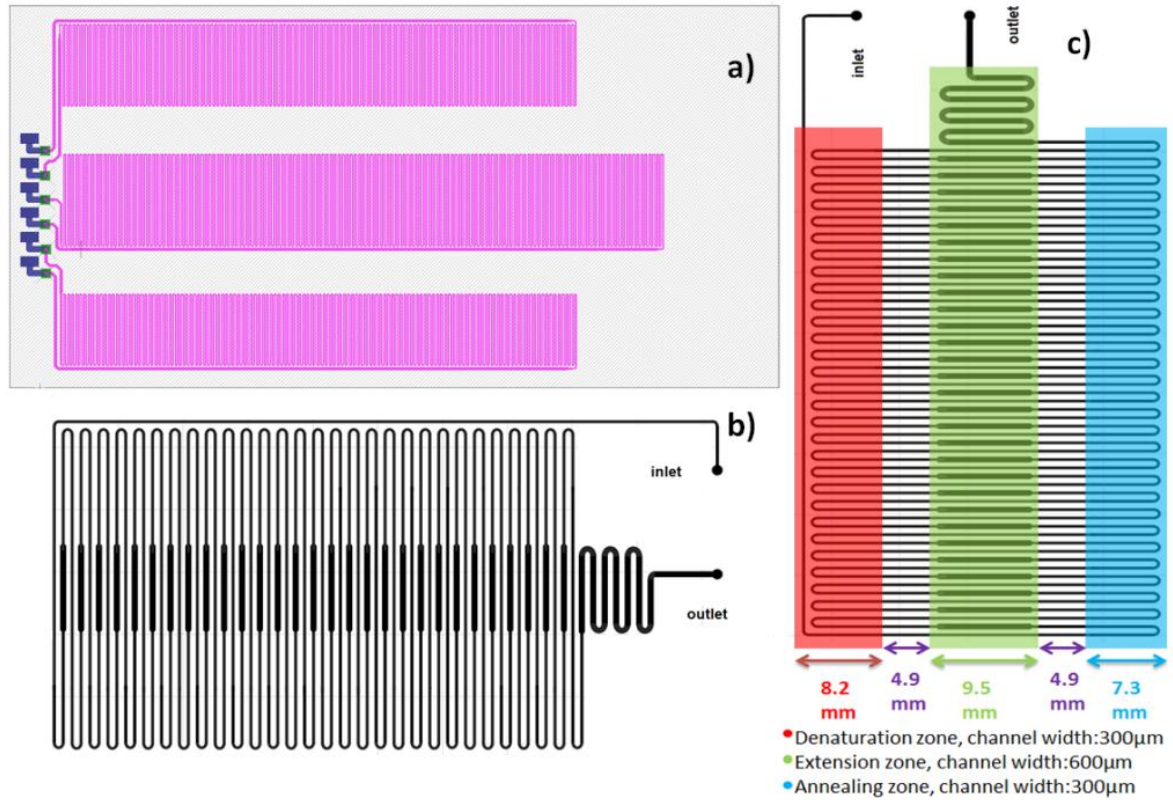 a)
b)
inlet
outlet
c)
inlet
outlet
8.2
mm
4.9
mm
9.5
mm
4.9
mm
7.3
mm
Denaturation zone, channel width:300μm
Extension zone, channel width:600μm
Annealing zone, channel width:300μm